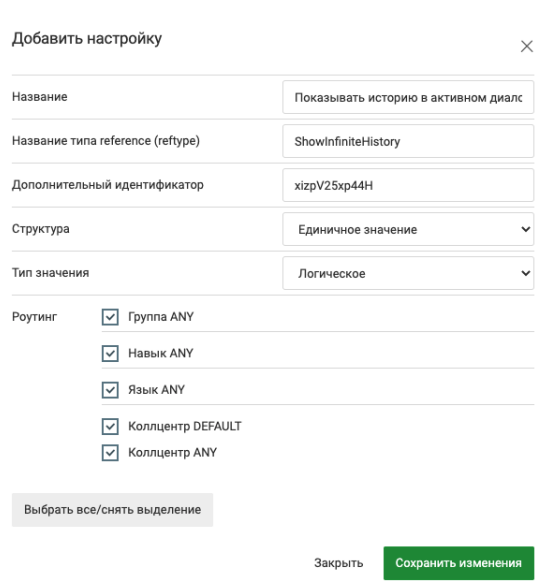 Добавить настройку
Название
Показывать историю в активном диалс
Название типа reference (reftype)
ShowInfiniteHistory
Дополнительный идентификатор
xizpV25xp44H
Структура
Единичное значение
Тип значения
Логическое
Роутинг
Группа ANY
Навык ANY
Язык ANY
Коллцентр DEFAULT
Коллцентр ANY
Выбрать все/снять выделение
Закрыть
Сохранить изменения